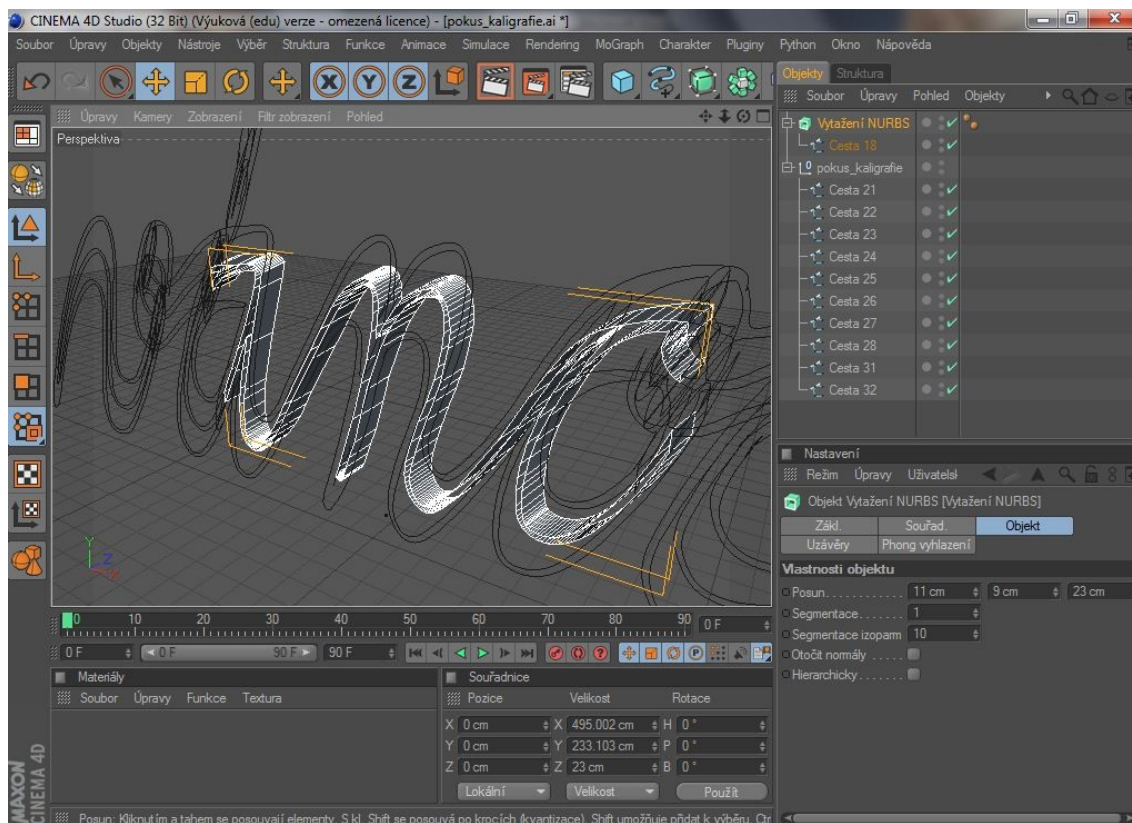 CINEMA 4D Studio (32 Bit) (Výuková (edu) verze - omezená licence) - [pokus_kaligrafie.ai *]
Soubor Úpravy Objekty Nástroje Výběr Struktura Funkce Animace Simulace Rendering MoGraph Charakter Pluginy Python Okno Nápověda
Objekty Struktura
Soubor Úpravy Pohled Objekty
Úpravy Kamery Zobrazení Filtr zobrazení Pohled
Perspektiva
Vytažení NURBS
Cesta 18
pokus_kaligrafie
Cesta 21
Cesta 22
Cesta 23
Cesta 24
Cesta 25
Cesta 26
Cesta 27
Cesta 28
Cesta 31
Cesta 32
Nastavení
Režim Úpravy Uživatelsk
Objekt Vytažení NURBS [Vytažení NURBS]
Zákl. Souřad. Objekt
Uzávěry Phong vyhlazení
Vlastnosti objektu
Posun. . . . . . . . . . . 11 cm 9 cm 23 cm
Segmentace. . . . . . 1
Segmentace izoparm 10
Otočit normály . . . . .
Hierarchicky. . . . . . .
Y
Z
X
0 10 20 30 40 50 60 70 80 90 0 F
0 F 0 F 90 F 90 F
Materiály
Soubor Úpravy Funkce Textura
Souřadnice
Pozice Velikost Rotace
X 0 cm X 495.002 cm H 0 °
Y 0 cm Y 233.103 cm P 0 °
Z 0 cm Z 23 cm B 0 °
Lokální Velikost Použít
MAXON
CINEMA 4D
Posun: Kliknutím a tahem se posouvají elementy. S kl. Shift se posouvá po krocích (kvantizace). Shift umožňuje přidat k výběru, Ctr